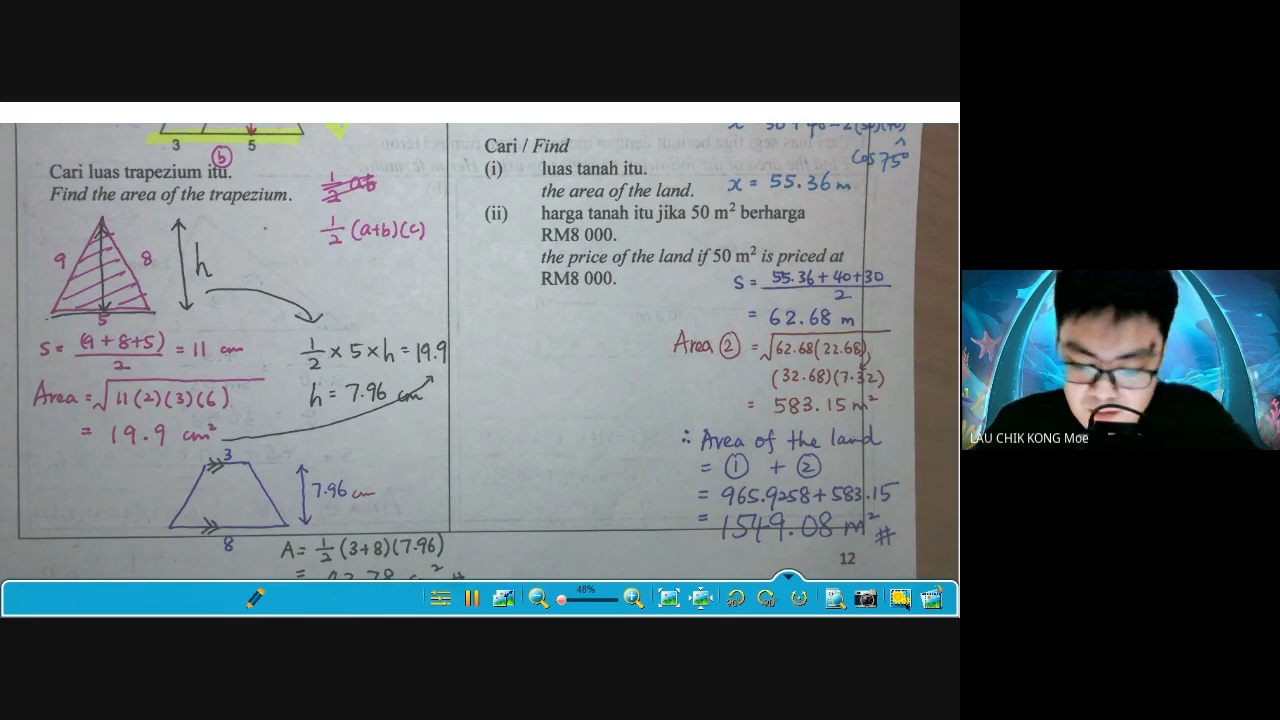 3 5
b
Cari luas trapezium itu.
Find the area of the trapezium.
1/2 ab
1/2 (a+b)(c)
9 8
h
5
S = (9+8+5)/2 = 11 cm
1/2 × 5 × h = 19.9
Area = √11(2)(3)(6)
h = 7.96 cm
= 19.9 cm²
3
7.96 cm
8
A = 1/2 (3+8)(7.96)
Cari / Find
cos 75°
(i) luas tanah itu.
the area of the land.
x = 55.36 m
(ii) harga tanah itu jika 50 m² berharga
RM8 000.
the price of the land if 50 m² is priced at
RM8 000.
S = (55.36+40+30)/2
= 62.68 m
Area ② = √62.68(22.68)
(32.68)(7.32)
= 583.15 m²
∴ Area of the land
= ① + ②
= 965.9258+583.15
= 1549.08 m² #
12
48%
LAU CHIK KONG Moe